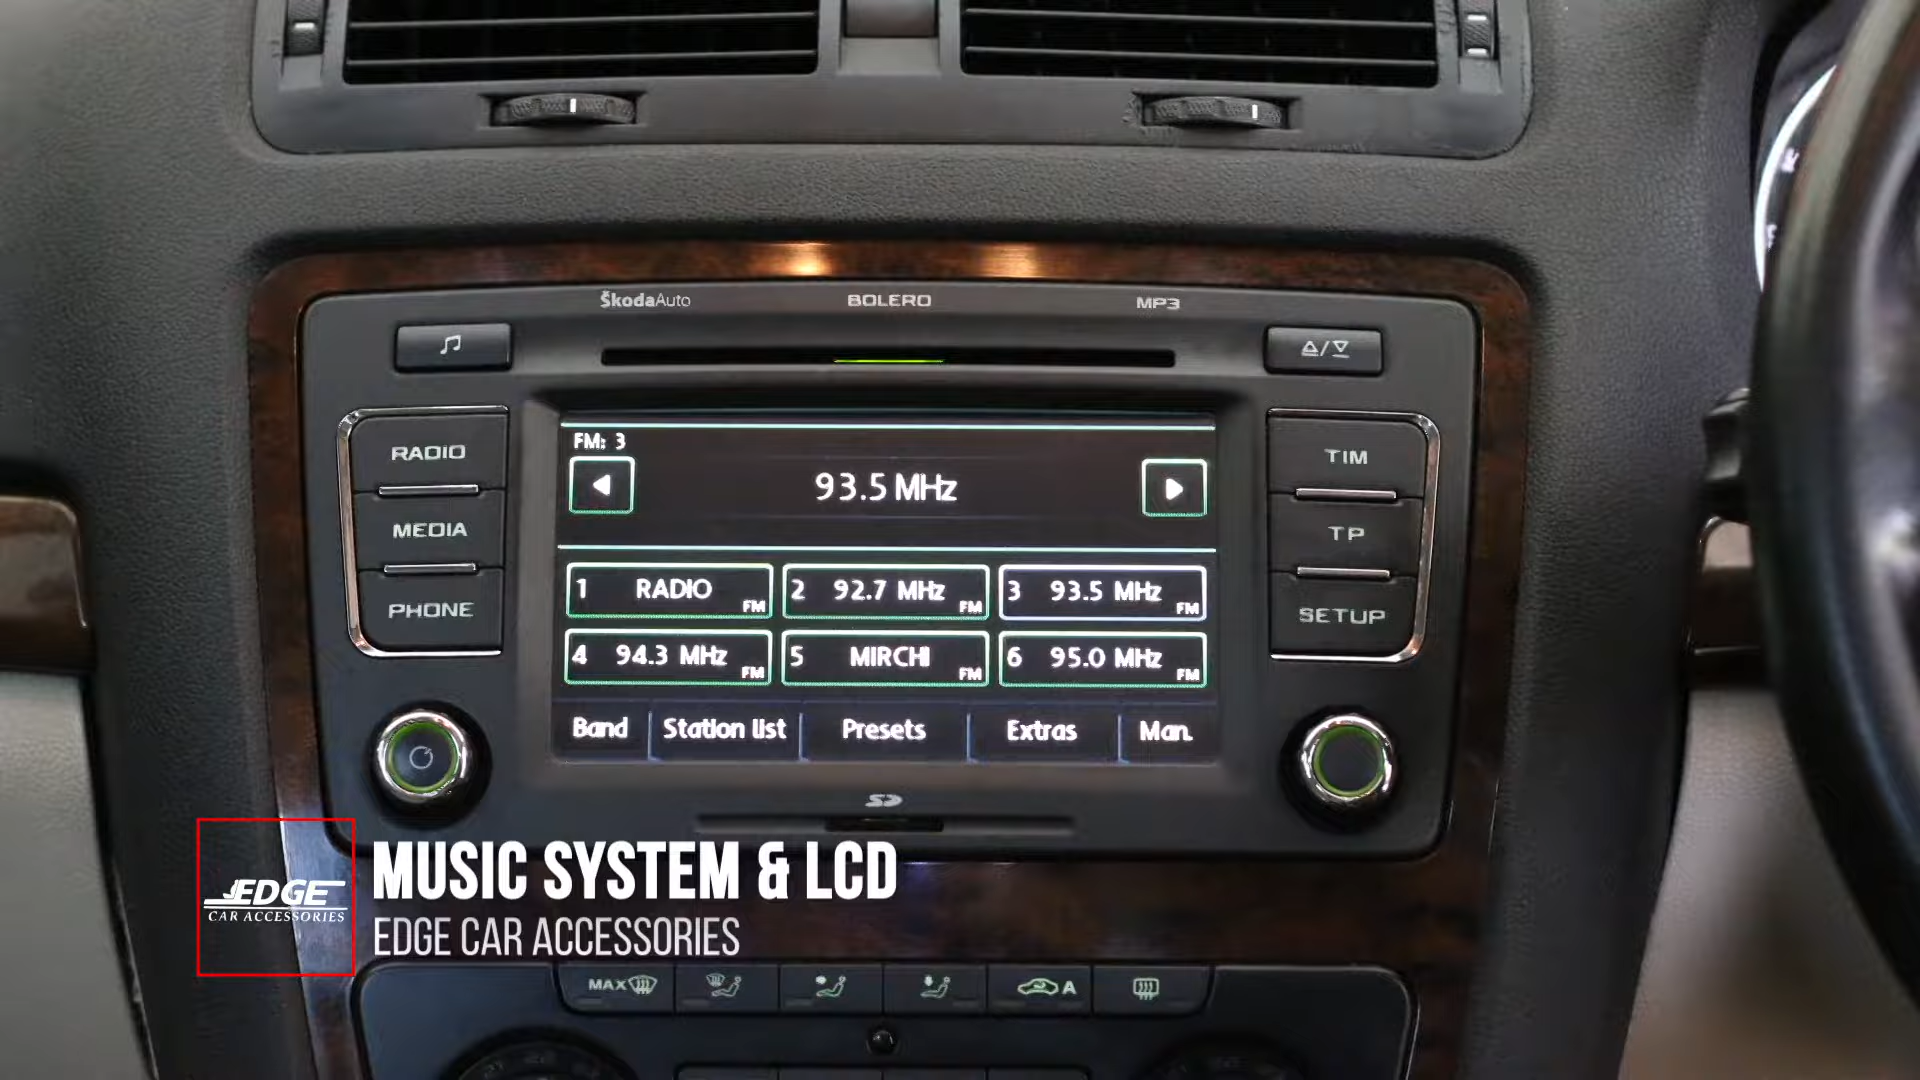 ŠkodaAuto
BOLERO
MP3
RADIO
MEDIA
PHONE
TIM
TP
SETUP
FM: 3
93.5 MHz
1 RADIO FM
2 92.7 MHz FM
3 93.5 MHz FM
4 94.3 MHz FM
5 MIRCHI FM
6 95.0 MHz FM
Band
Station list
Presets
Extras
Man.
SD
EDGE
CAR ACCESSORIES
MUSIC SYSTEM & LCD
EDGE CAR ACCESSORIES
MAX
A